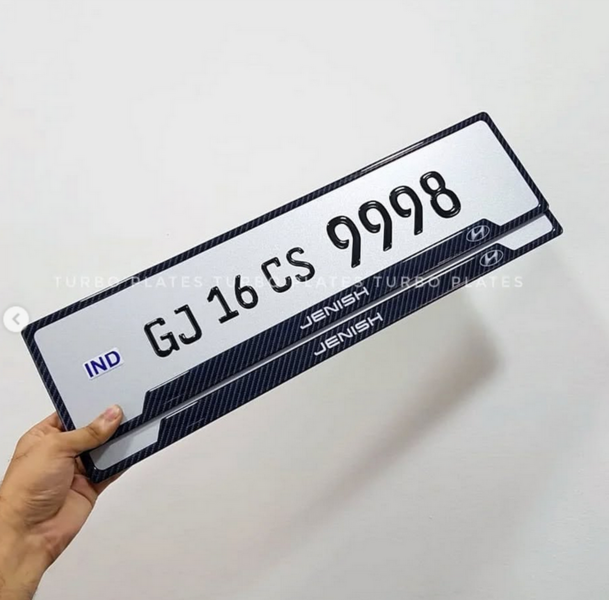 GJ 16 CS 9998
IND
JENISH
JENISH
TURBO PLATES TURBO PLATES TURBO PLATES